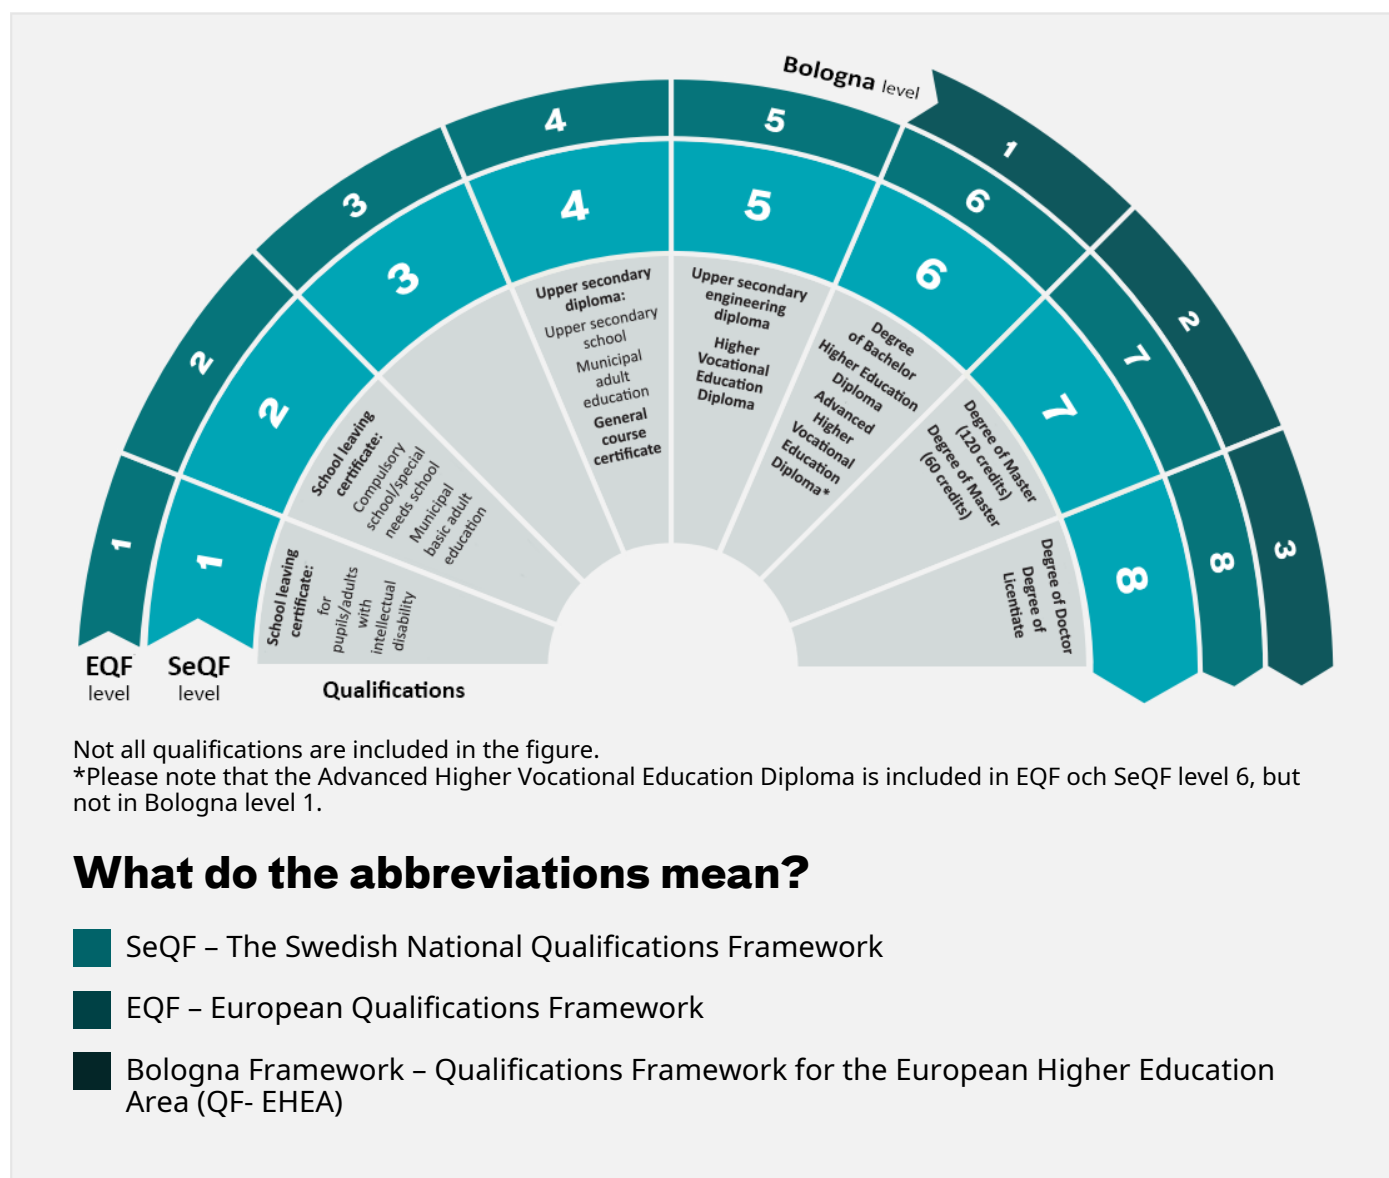 Bologna level
1
2
3
4
5
6
7
8
1
2
3
1
2
3
4
5
6
7
8
School leaving
certificate:
for
pupils/adults
with
intellectual
disability
School leaving
certificate:
Compulsory
school/special
needs school
Municipal
basic adult
education
Upper secondary
diploma:
Upper secondary
school
Municipal
adult
education
General
course
certificate
Upper secondary
engineering
diploma
Higher
Vocational
Education
Diploma
Degree
of Bachelor
Higher Education
Diploma
Advanced
Higher
Vocational
Education
Diploma*
Degree of Master
(120 credits)
Degree of Master
(60 credits)
Degree of Doctor
Degree of
Licentiate
EQF
level
SeQF
level
Qualifications
Not all qualifications are included in the figure.
*Please note that the Advanced Higher Vocational Education Diploma is included in EQF och SeQF level 6, but
not in Bologna level 1.
What do the abbreviations mean?
SeQF – The Swedish National Qualifications Framework
EQF – European Qualifications Framework
Bologna Framework – Qualifications Framework for the European Higher Education
Area (QF- EHEA)